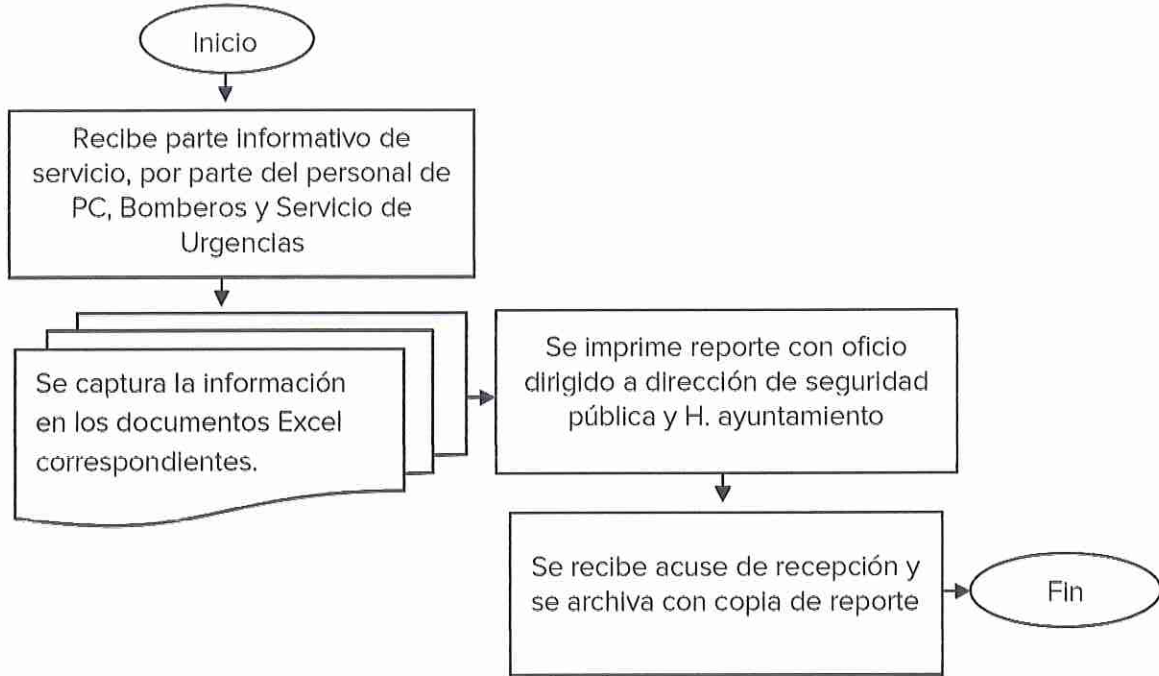 Inicio
Recibe parte informativo de
servicio, por parte del personal de
PC, Bomberos y Servicio de
Urgencias
Se captura la información
en los documentos Excel
correspondientes.
Se imprime reporte con oficio
dirigido a dirección de seguridad
pública y H. ayuntamiento
Se recibe acuse de recepción y
se archiva con copia de reporte
Fin